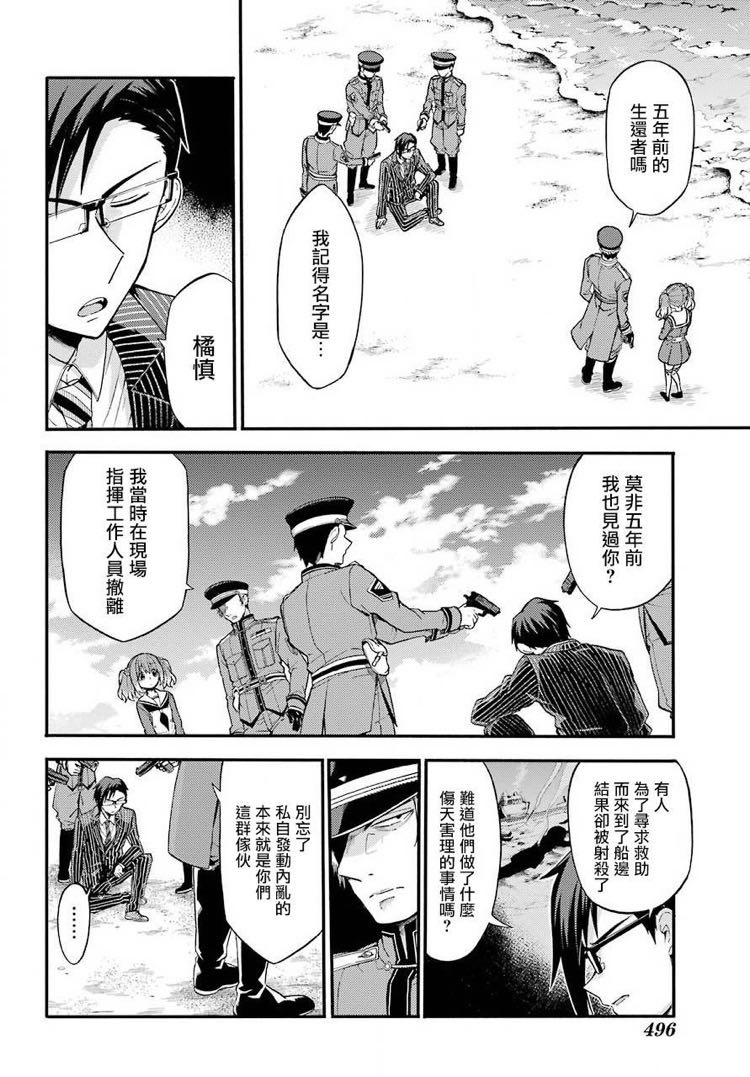 五年前的
生還者嗎
我記得名字是…
橘慎
莫非五年前
我也見過你？
我當時在現場
指揮工作人員撤離
有人
為了尋求救助
而來到了船邊
結果卻被射殺了
難道他們做了什麼
傷天害理的事情嗎？
別忘了
私自發動內亂的
本來就是你們
這群傢伙
……
496